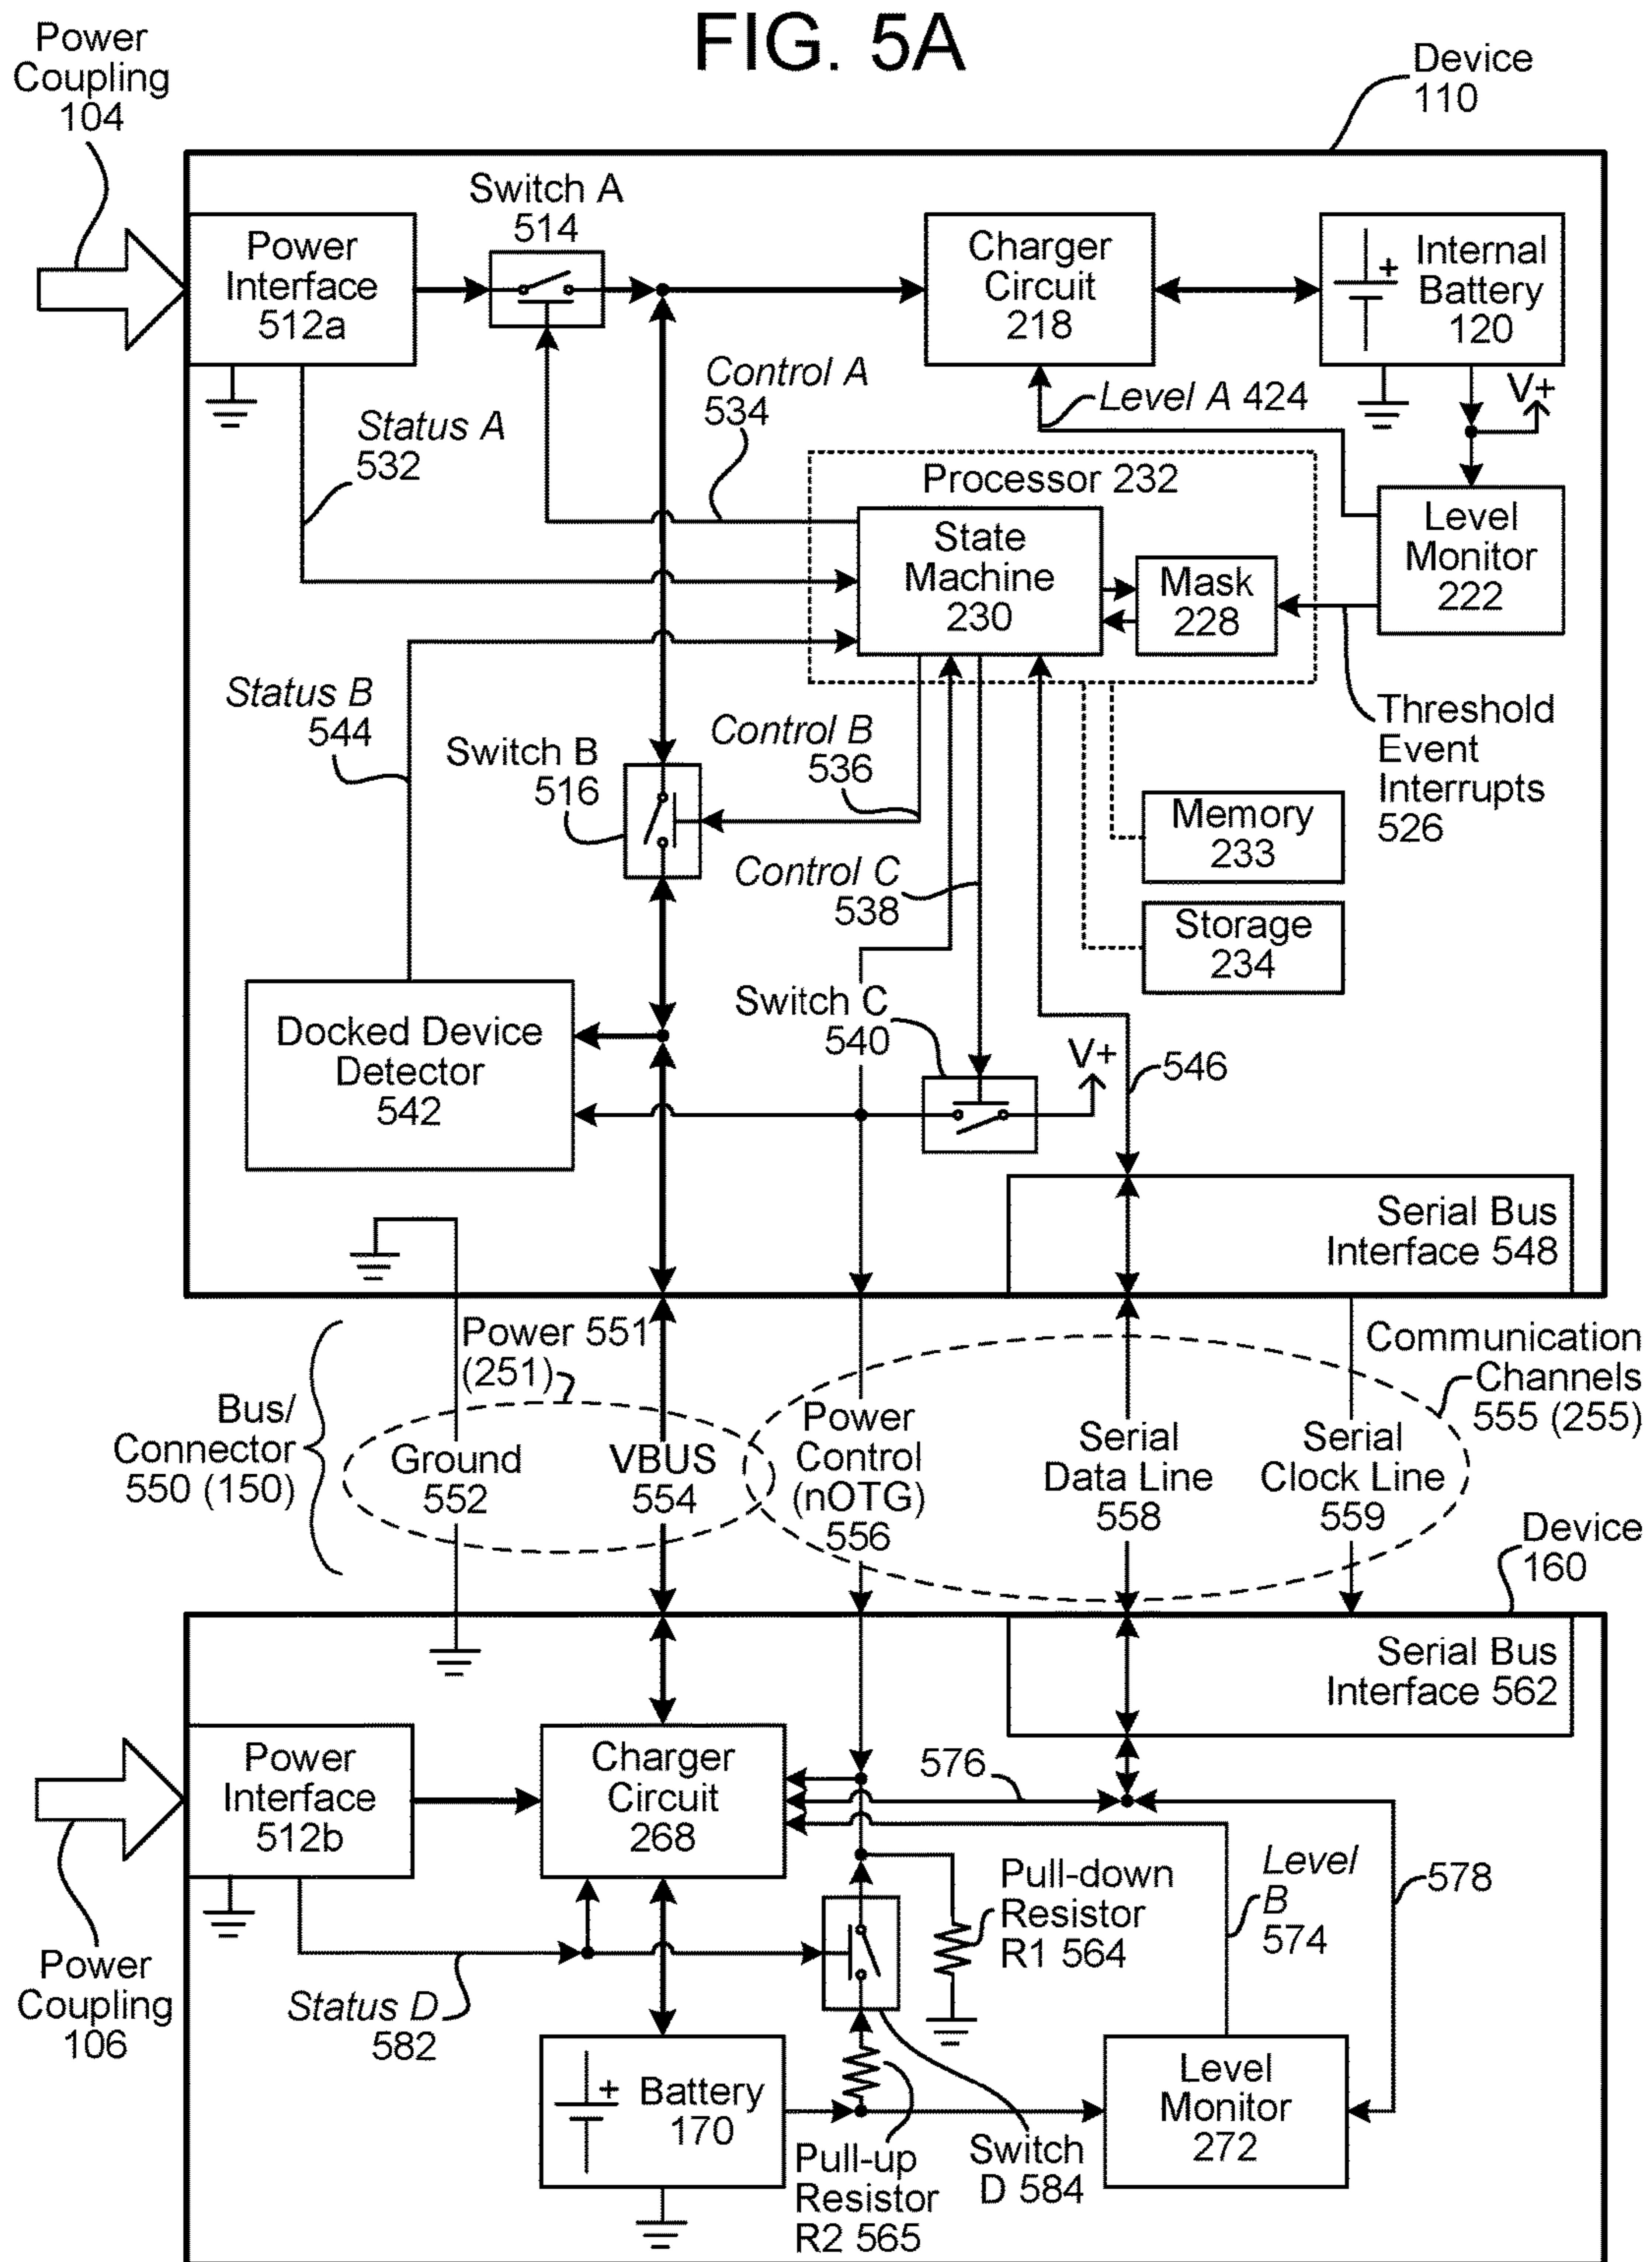 FIG. 5A
Power
Coupling
104
Device
110
Switch A
514
Power
Interface
512a
Charger
Circuit
218
+
Internal
Battery
120
Control A
534
Level A 424
V+
Status A
532
Processor 232
State
Machine
230
Mask
228
Level
Monitor
222
Status B
544
Switch B
516
Control B
536
Threshold
Event
Interrupts
526
Memory
233
Control C
538
Storage
234
Docked Device
Detector
542
Switch C
540
V+
546
Serial Bus
Interface 548
Power 551
(251)
Communication
Channels
555 (255)
Bus/
Connector
550 (150)
Ground
552
VBUS
554
Power
Control
(nOTG)
556
Serial
Data Line
558
Serial
Clock Line
559
Device
160
Serial Bus
Interface 562
Power
Interface
512b
Charger
Circuit
268
576
Pull-down
Resistor
R1 564
Level
B
574
578
Power
Coupling
106
Status D
582
+
Battery
170
Pull-up
Resistor
R2 565
Switch
D 584
Level
Monitor
272